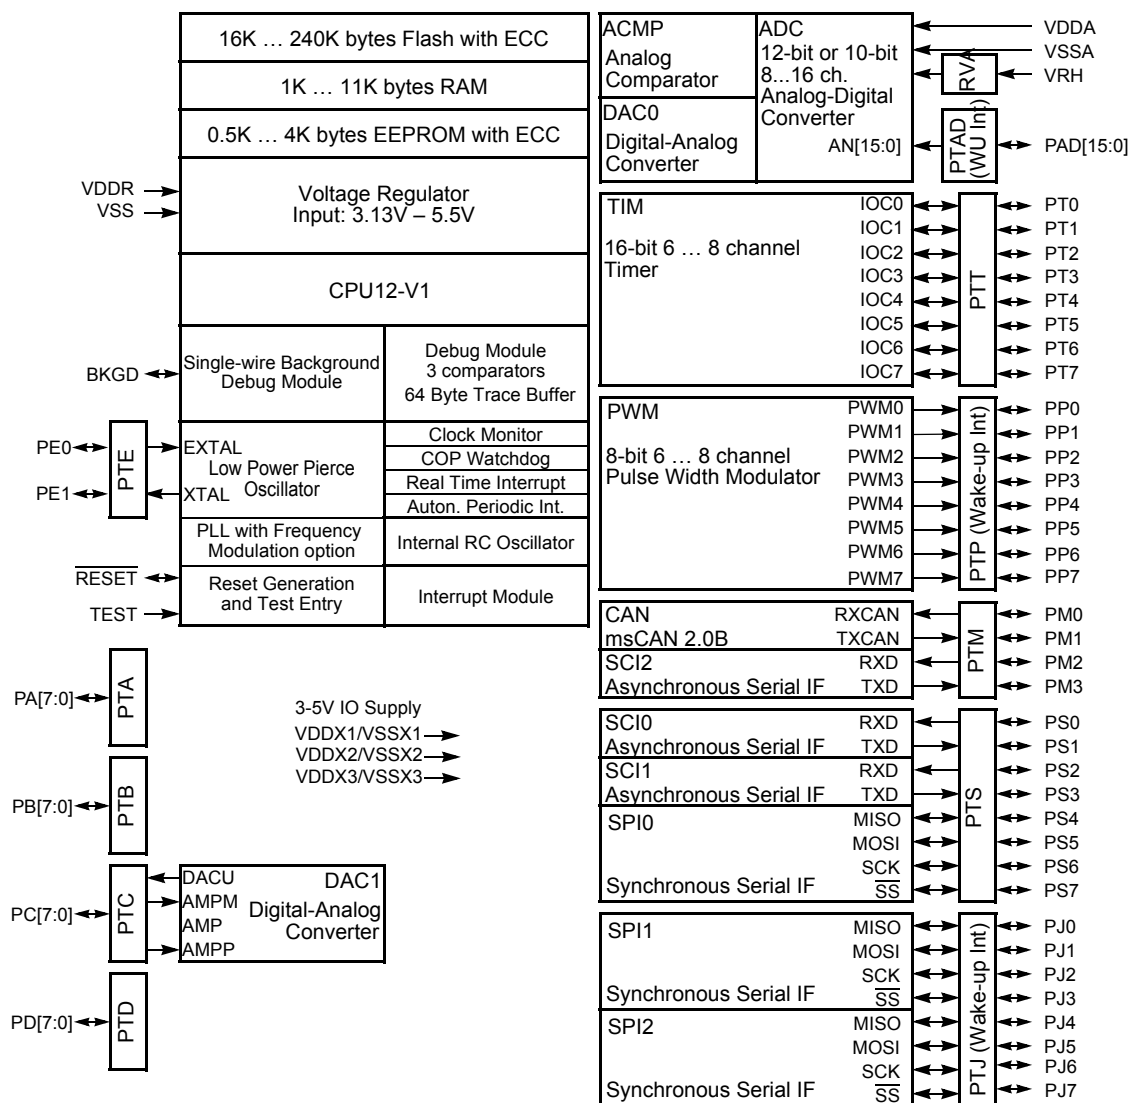 16K … 240K bytes Flash with ECC
1K … 11K bytes RAM
0.5K … 4K bytes EEPROM with ECC
VDDR
VSS
Voltage Regulator
Input: 3.13V – 5.5V
CPU12-V1
BKGD
Single-wire Background
Debug Module
Debug Module
3 comparators
64 Byte Trace Buffer
PE0
PE1
PTE
EXTAL
Low Power Pierce
Oscillator
XTAL
Clock Monitor
COP Watchdog
Real Time Interrupt
Auton. Periodic Int.
PLL with Frequency
Modulation option
Internal RC Oscillator
RESET
TEST
Reset Generation
and Test Entry
Interrupt Module
PA[7:0]
PTA
3-5V IO Supply
VDDX1/VSSX1
VDDX2/VSSX2
VDDX3/VSSX3
PB[7:0]
PTB
PC[7:0]
PTC
DACU
AMPM
AMP
AMPP
DAC1
Digital-Analog
Converter
PD[7:0]
PTD
ACMP
Analog
Comparator
DAC0
Digital-Analog
Converter
ADC
12-bit or 10-bit
8...16 ch.
Analog-Digital
Converter
AN[15:0]
RVA
PTAD
(WU Int)
VDDA
VSSA
VRH
PAD[15:0]
TIM
16-bit 6 … 8 channel
Timer
IOC0
IOC1
IOC2
IOC3
IOC4
IOC5
IOC6
IOC7
PTT
PT0
PT1
PT2
PT3
PT4
PT5
PT6
PT7
PWM
8-bit 6 … 8 channel
Pulse Width Modulator
PWM0
PWM1
PWM2
PWM3
PWM4
PWM5
PWM6
PWM7
PTP (Wake-up Int)
PP0
PP1
PP2
PP3
PP4
PP5
PP6
PP7
CAN
msCAN 2.0B
RXCAN
TXCAN
SCI2
Asynchronous Serial IF
RXD
TXD
PTM
PM0
PM1
PM2
PM3
SCI0
Asynchronous Serial IF
RXD
TXD
SCI1
Asynchronous Serial IF
RXD
TXD
SPI0
Synchronous Serial IF
MISO
MOSI
SCK
SS
PTS
PS0
PS1
PS2
PS3
PS4
PS5
PS6
PS7
SPI1
Synchronous Serial IF
MISO
MOSI
SCK
SS
SPI2
Synchronous Serial IF
MISO
MOSI
SCK
SS
PTJ (Wake-up Int)
PJ0
PJ1
PJ2
PJ3
PJ4
PJ5
PJ6
PJ7